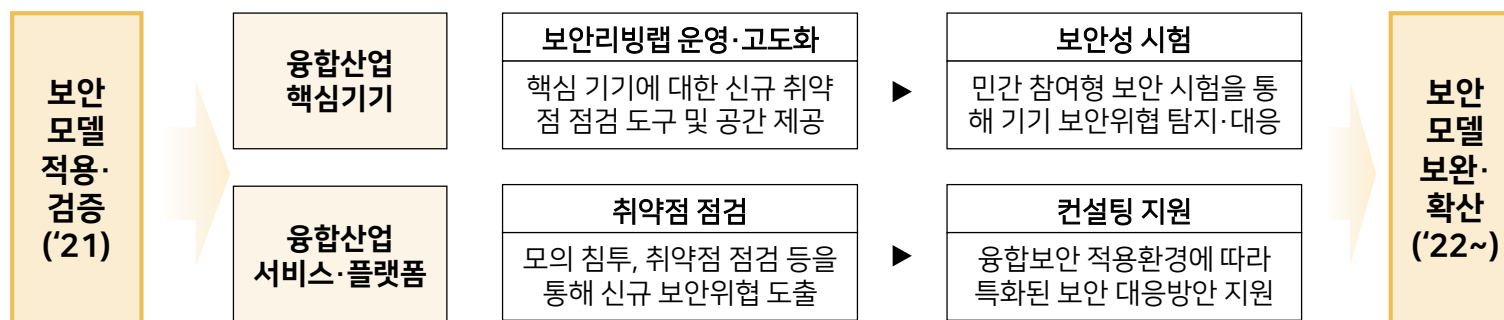 보안
모델
적용·
검증
(‘21)
융합산업
핵심기기
보안리빙랩 운영·고도화
핵심 기기에 대한 신규 취약
점 점검 도구 및 공간 제공
▶
보안성 시험
민간 참여형 보안 시험을 통
해 기기 보안위협 탐지·대응
융합산업
서비스·플랫폼
취약점 점검
모의 침투, 취약점 점검 등을
통해 신규 보안위협 도출
▶
컨설팅 지원
융합보안 적용환경에 따라
특화된 보안 대응방안 지원
보안
모델
보완·
확산
(‘22~)